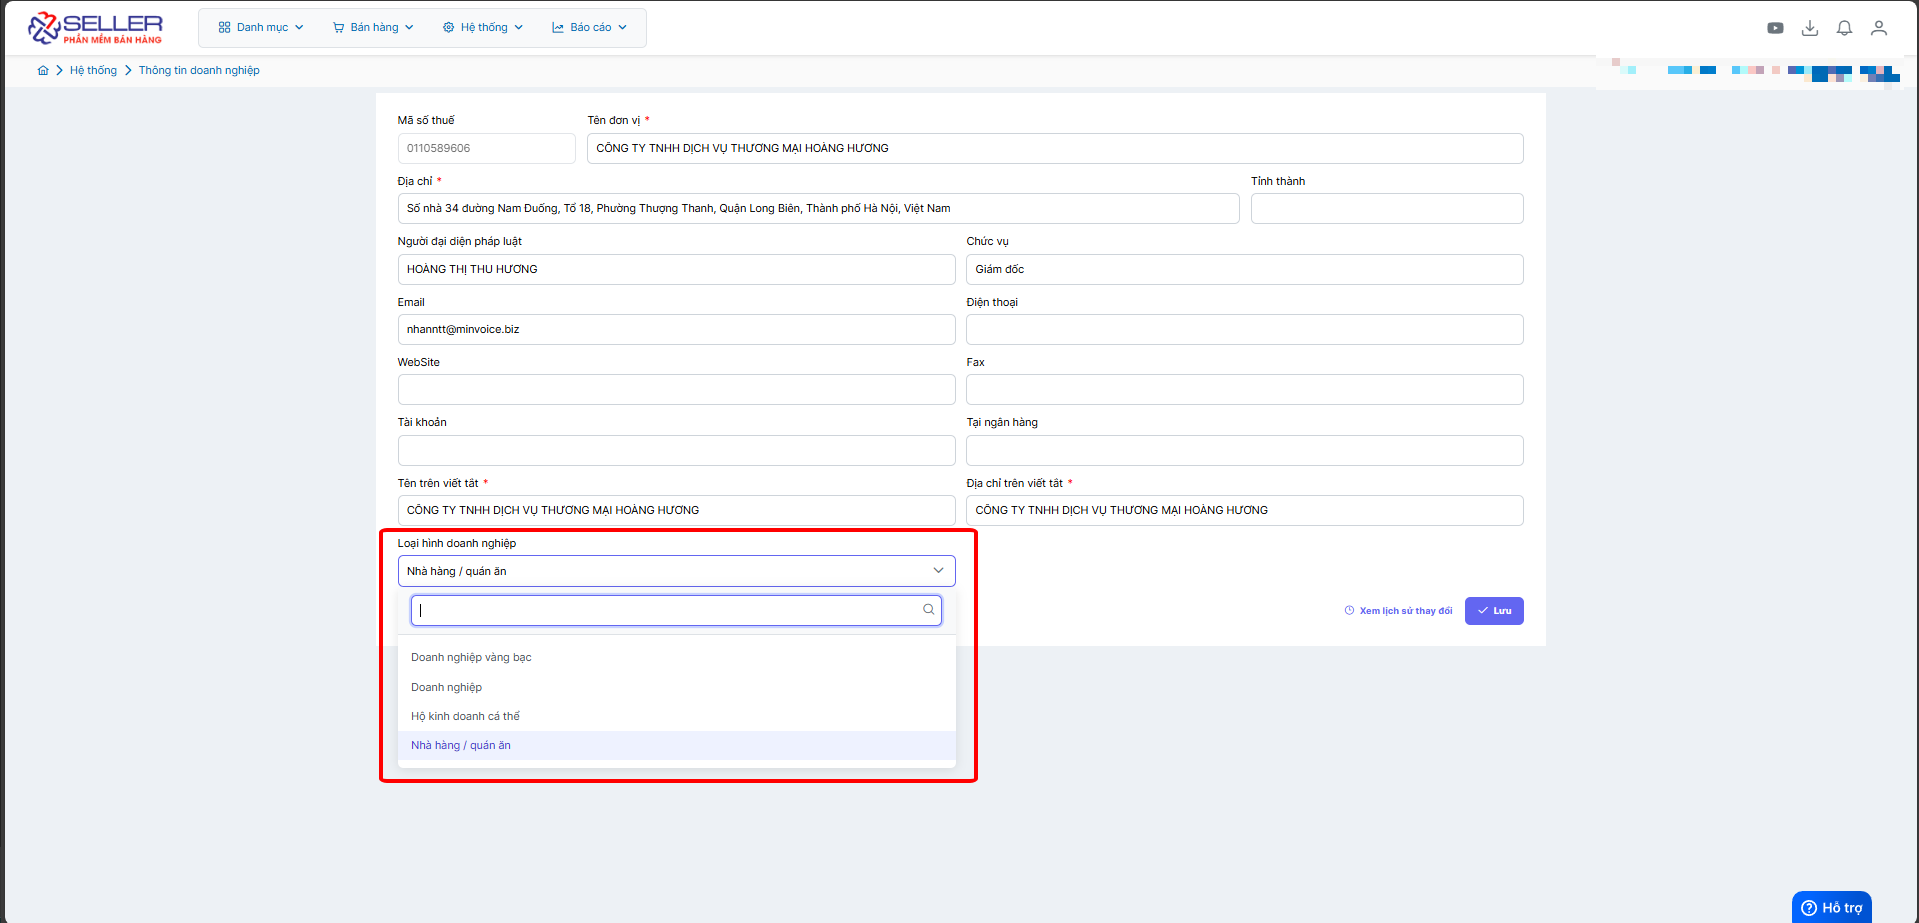 SELLER
PHẦN MỀM BÁN HÀNG
Danh mục
Bán hàng
Hệ thống
Báo cáo
Hệ thống
Thông tin doanh nghiệp
Mã số thuế
Tên đơn vị *
0110589606
CÔNG TY TNHH DỊCH VỤ THƯƠNG MẠI HOÀNG HƯƠNG
Địa chỉ *
Tỉnh thành
Số nhà 34 đường Nam Đuống, Tổ 18, Phường Thượng Thanh, Quận Long Biên, Thành phố Hà Nội, Việt Nam
Người đại diện pháp luật
Chức vụ
HOÀNG THỊ THU HƯƠNG
Giám đốc
Email
Điện thoại
nhanntt@minvoice.biz
WebSite
Fax
Tài khoản
Tại ngân hàng
Tên trên viết tắt *
Địa chỉ trên viết tắt *
CÔNG TY TNHH DỊCH VỤ THƯƠNG MẠI HOÀNG HƯƠNG
CÔNG TY TNHH DỊCH VỤ THƯƠNG MẠI HOÀNG HƯƠNG
Loại hình doanh nghiệp
Nhà hàng / quán ăn
Xem lịch sử thay đổi
Lưu
Doanh nghiệp vàng bạc
Doanh nghiệp
Hộ kinh doanh cá thể
Nhà hàng / quán ăn
Hỗ trợ